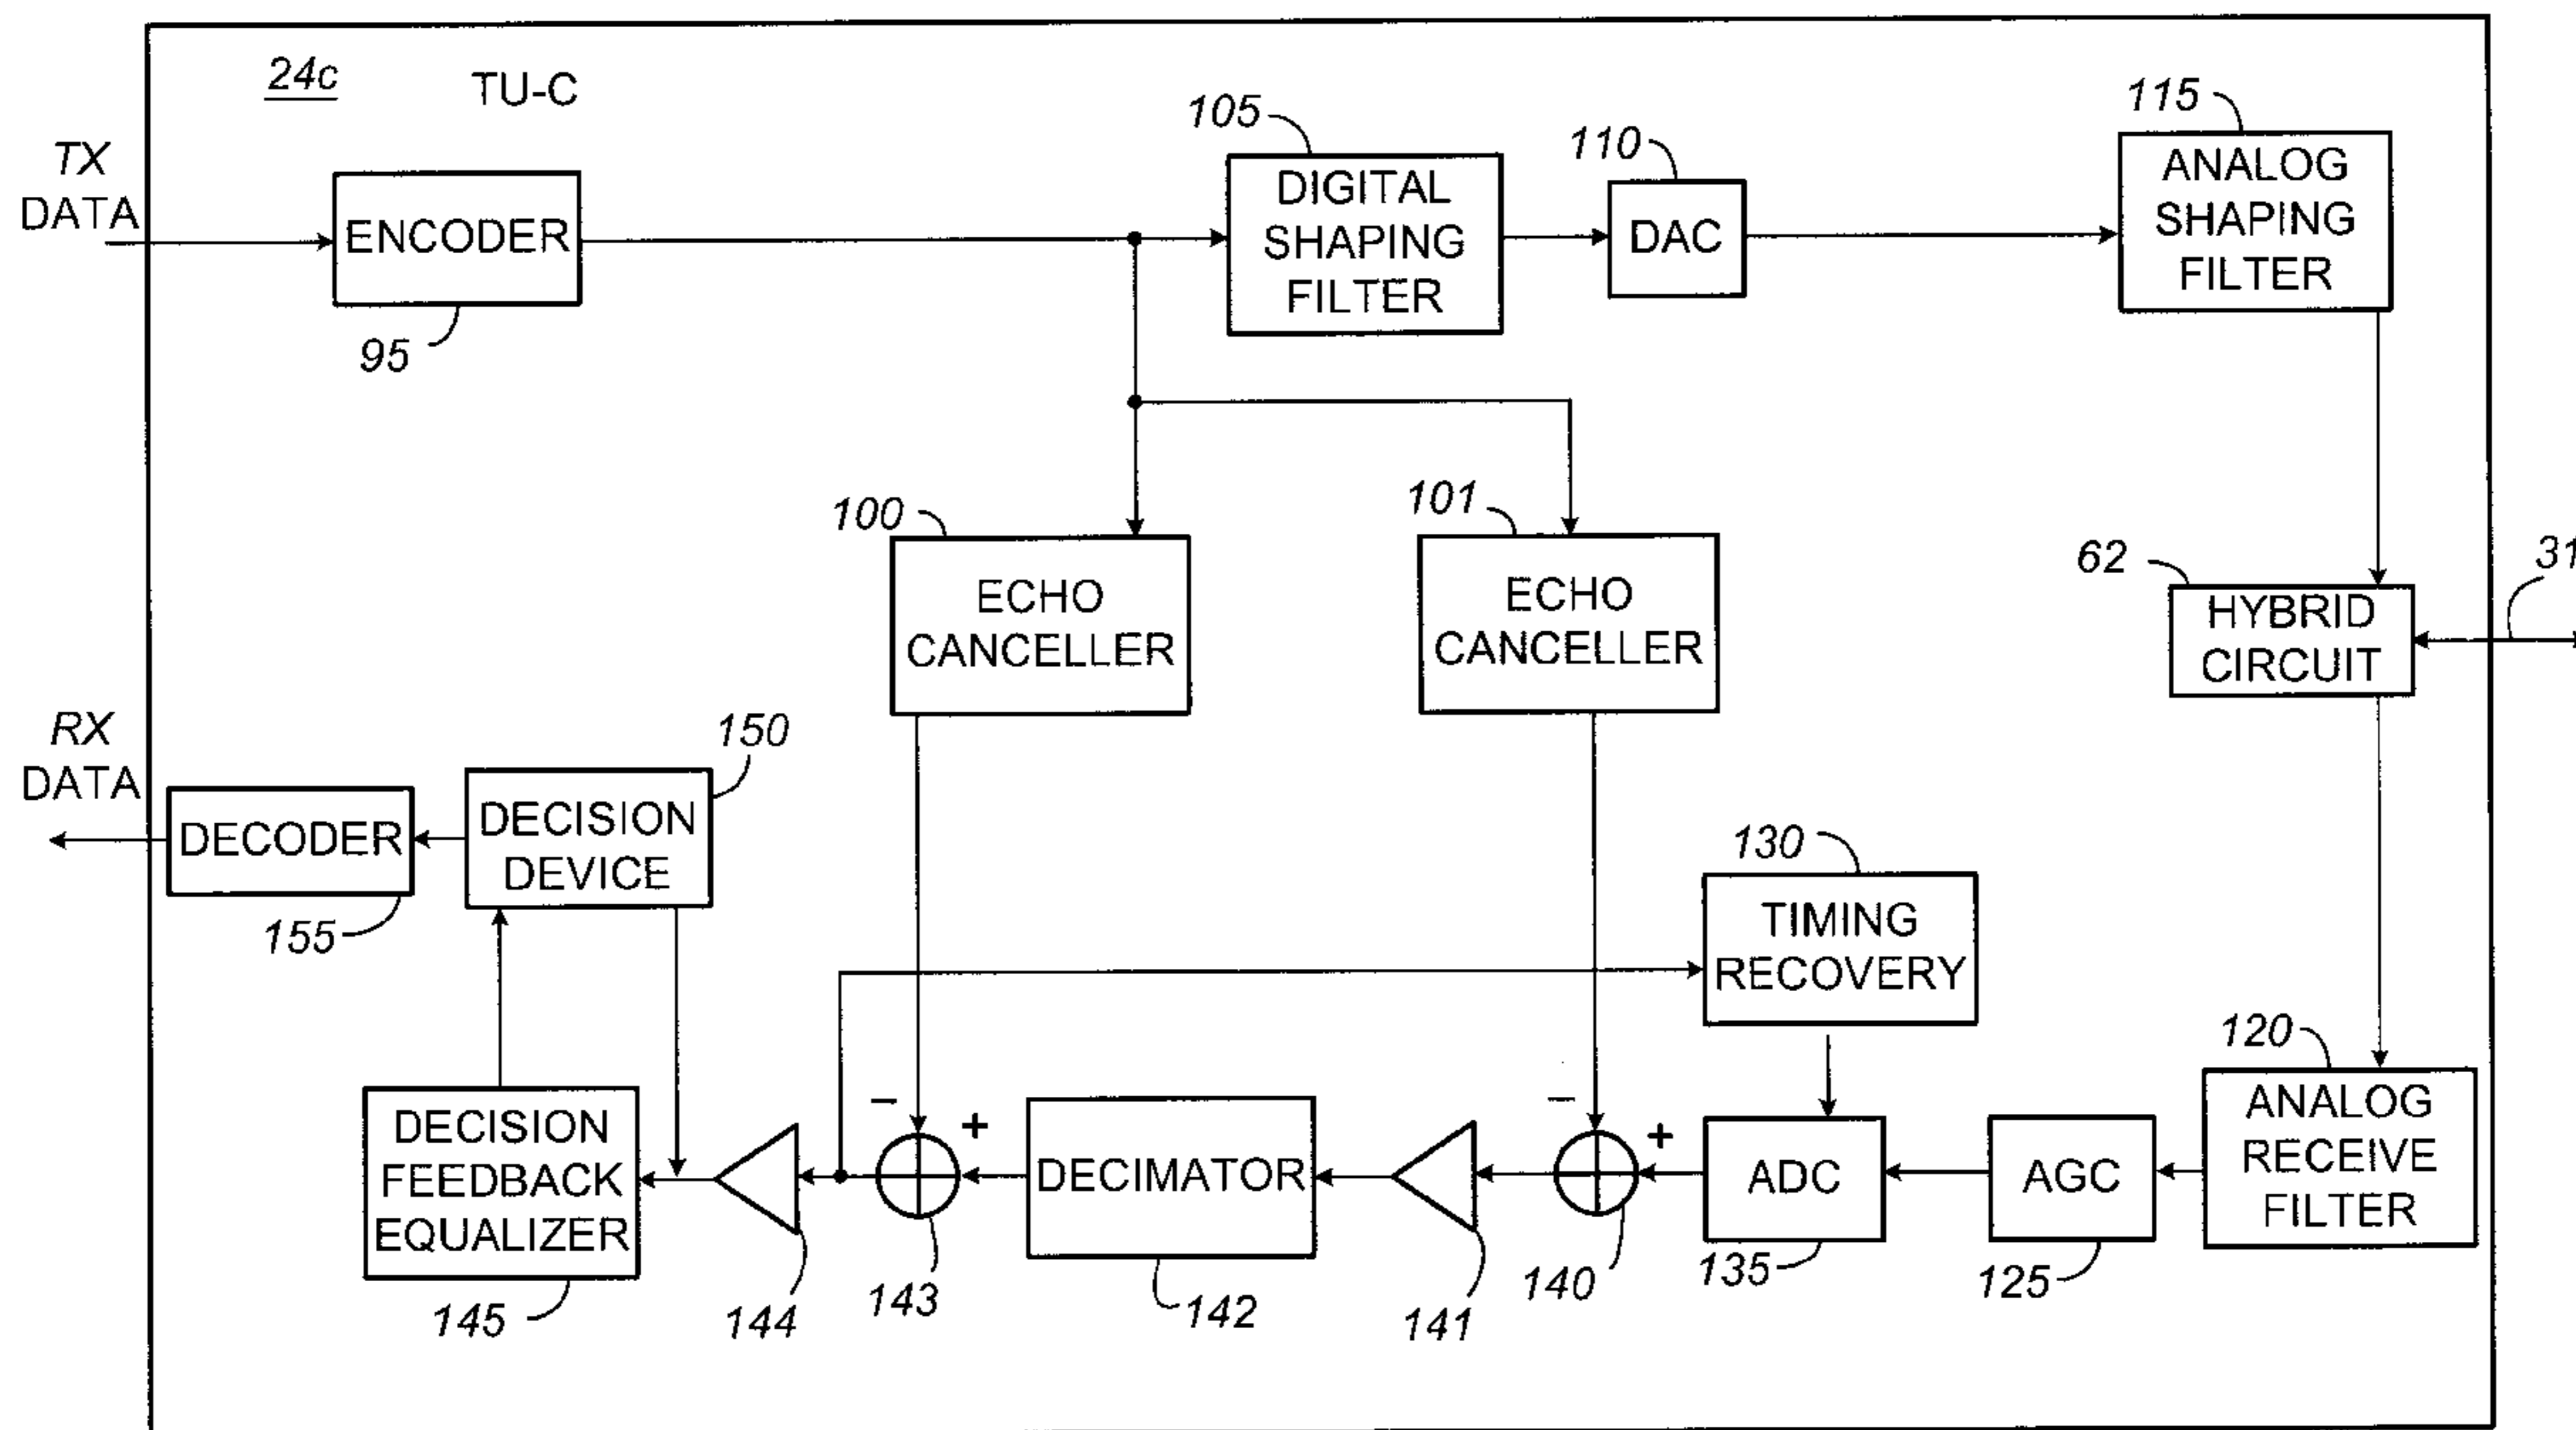 24c TU-C
TX
DATA
ENCODER
95
105
DIGITAL
SHAPING
FILTER
110
DAC
115
ANALOG
SHAPING
FILTER
100
ECHO
CANCELLER
101
ECHO
CANCELLER
62
HYBRID
CIRCUIT
31
RX
DATA
DECODER
155
150
DECISION
DEVICE
130
TIMING
RECOVERY
120
ANALOG
RECEIVE
FILTER
DECISION
FEEDBACK
EQUALIZER
145
144
−
+
143
DECIMATOR
142
141
−
+
140
ADC
135
AGC
125